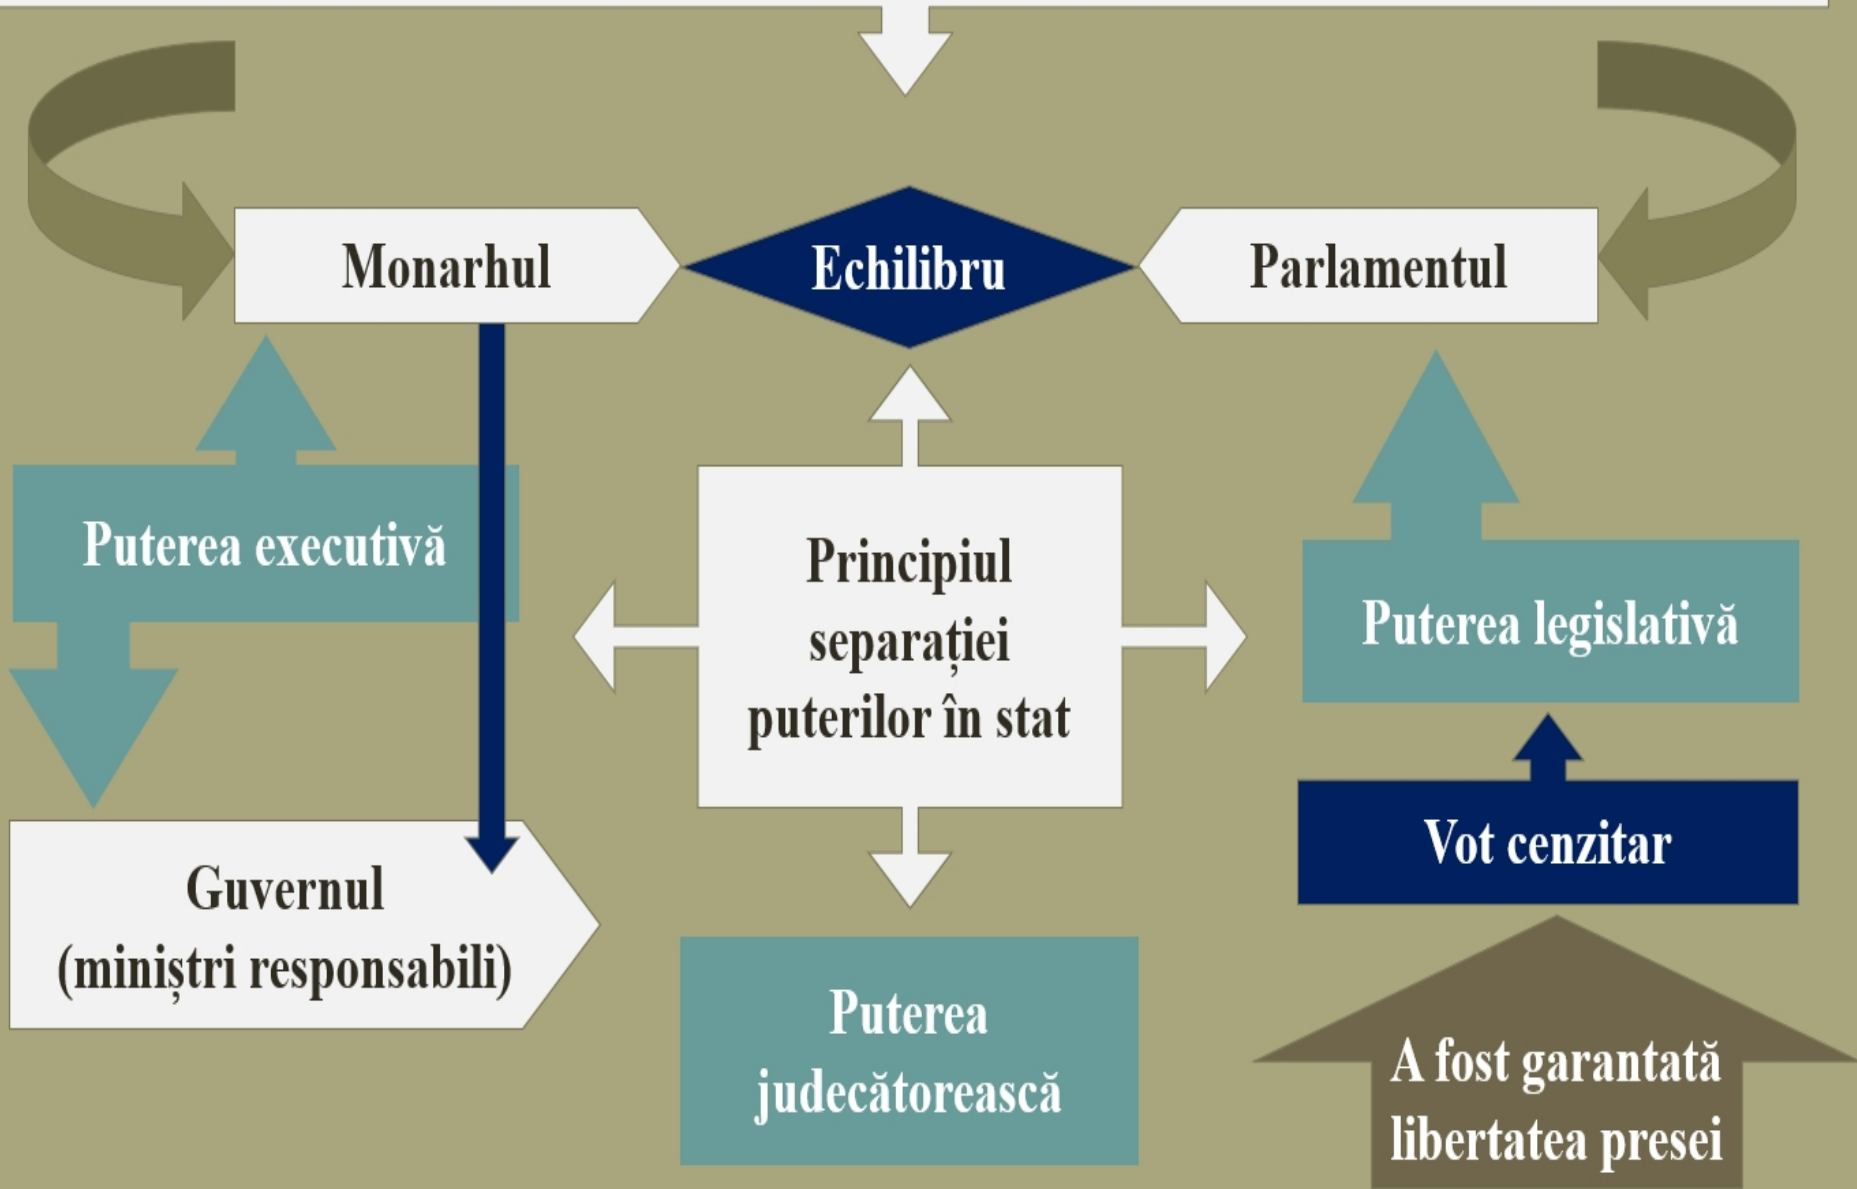 Monarhul
Echilibru
Parlamentul
Puterea executivă
Principiul
separației
puterilor în stat
Puterea legislativă
Vot cenzitar
Guvernul
(miniștri responsabili)
Puterea
judecătorească
A fost garantată
libertatea presei